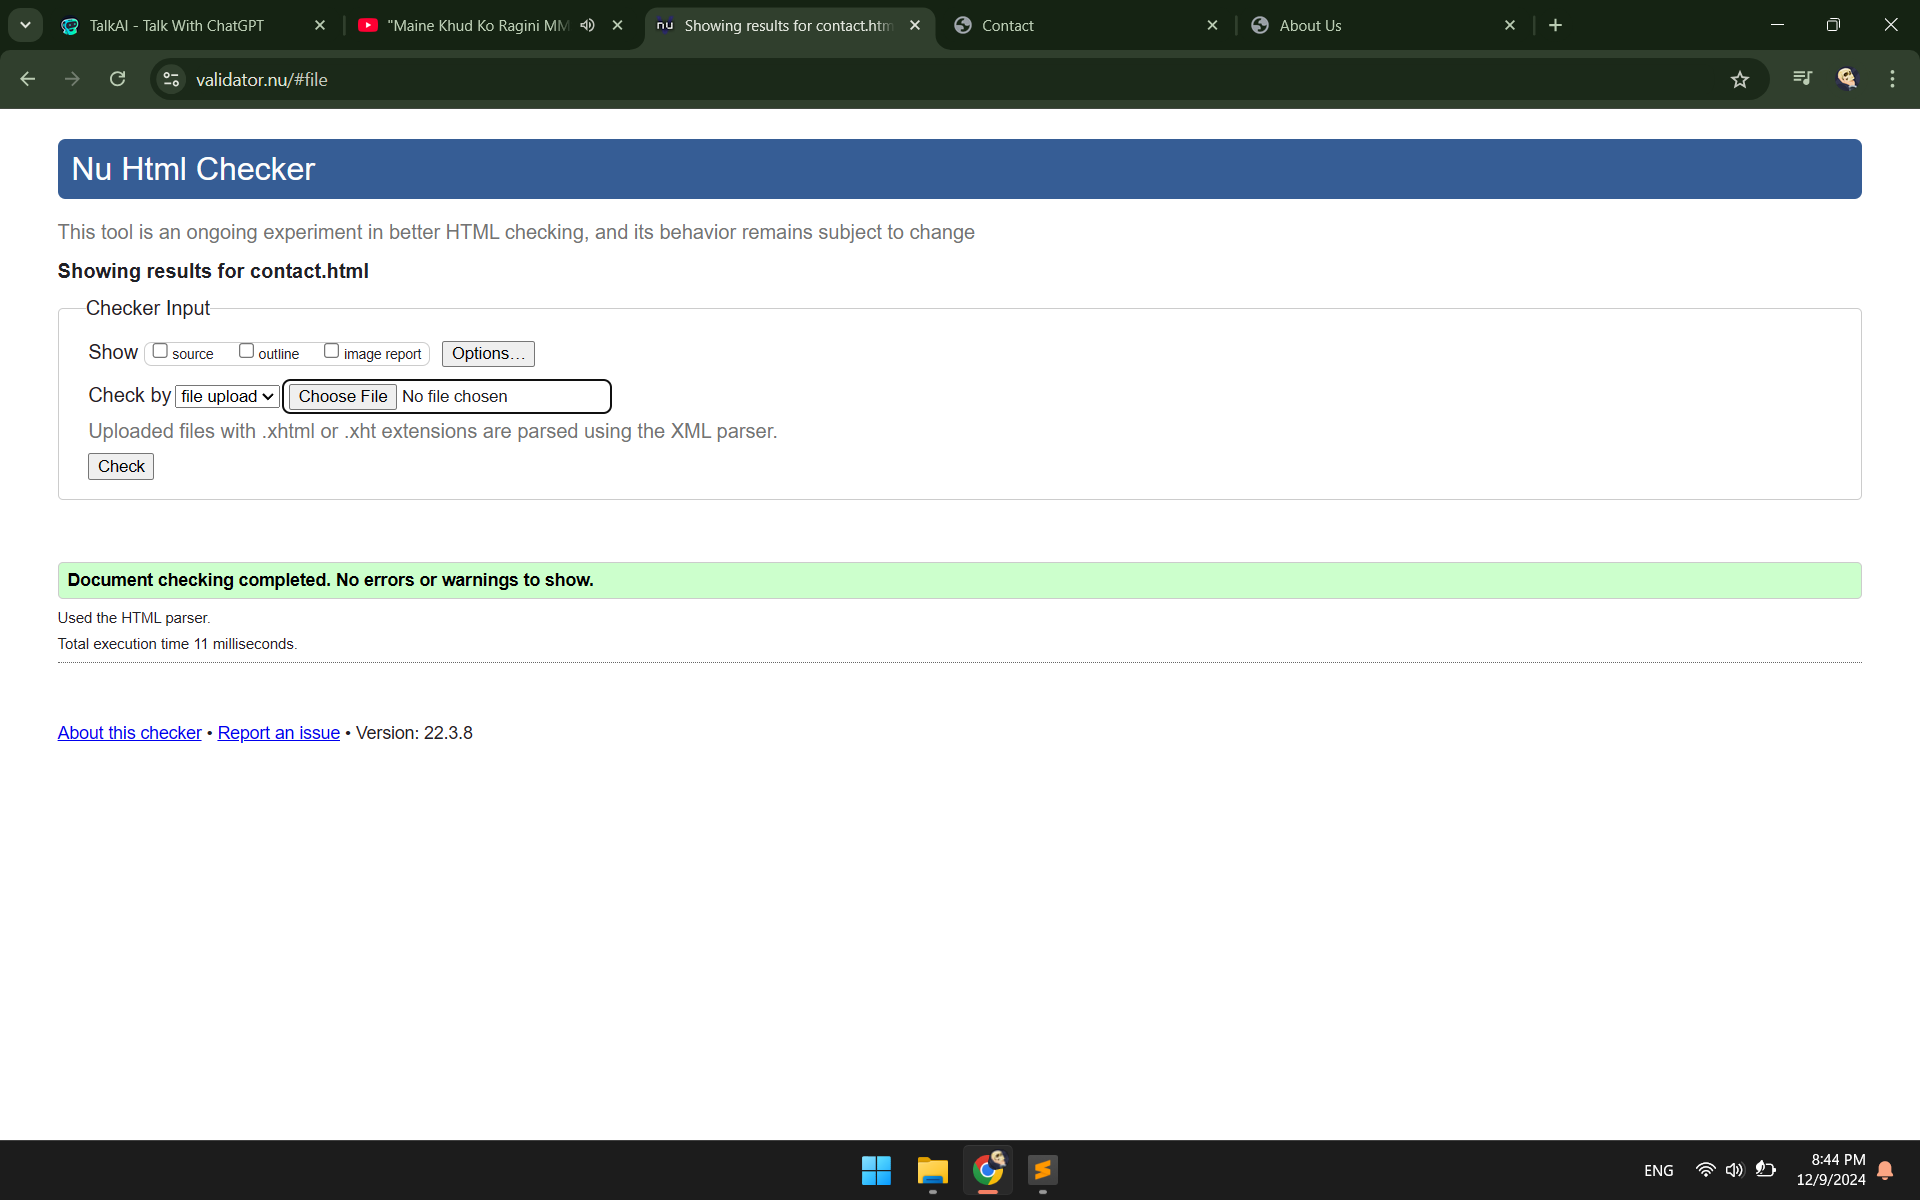 TalkAI - Talk With ChatGPT
"Maine Khud Ko Ragini MM
nu Showing results for contact.htm
Contact
About Us
validator.nu/#file
Nu Html Checker
This tool is an ongoing experiment in better HTML checking, and its behavior remains subject to change
Showing results for contact.html
Checker Input
Show source outline image report Options…
Check by file upload Choose File No file chosen
Uploaded files with .xhtml or .xht extensions are parsed using the XML parser.
Check
Document checking completed. No errors or warnings to show.
Used the HTML parser.
Total execution time 11 milliseconds.
About this checker • Report an issue • Version: 22.3.8
ENG
8:44 PM
12/9/2024